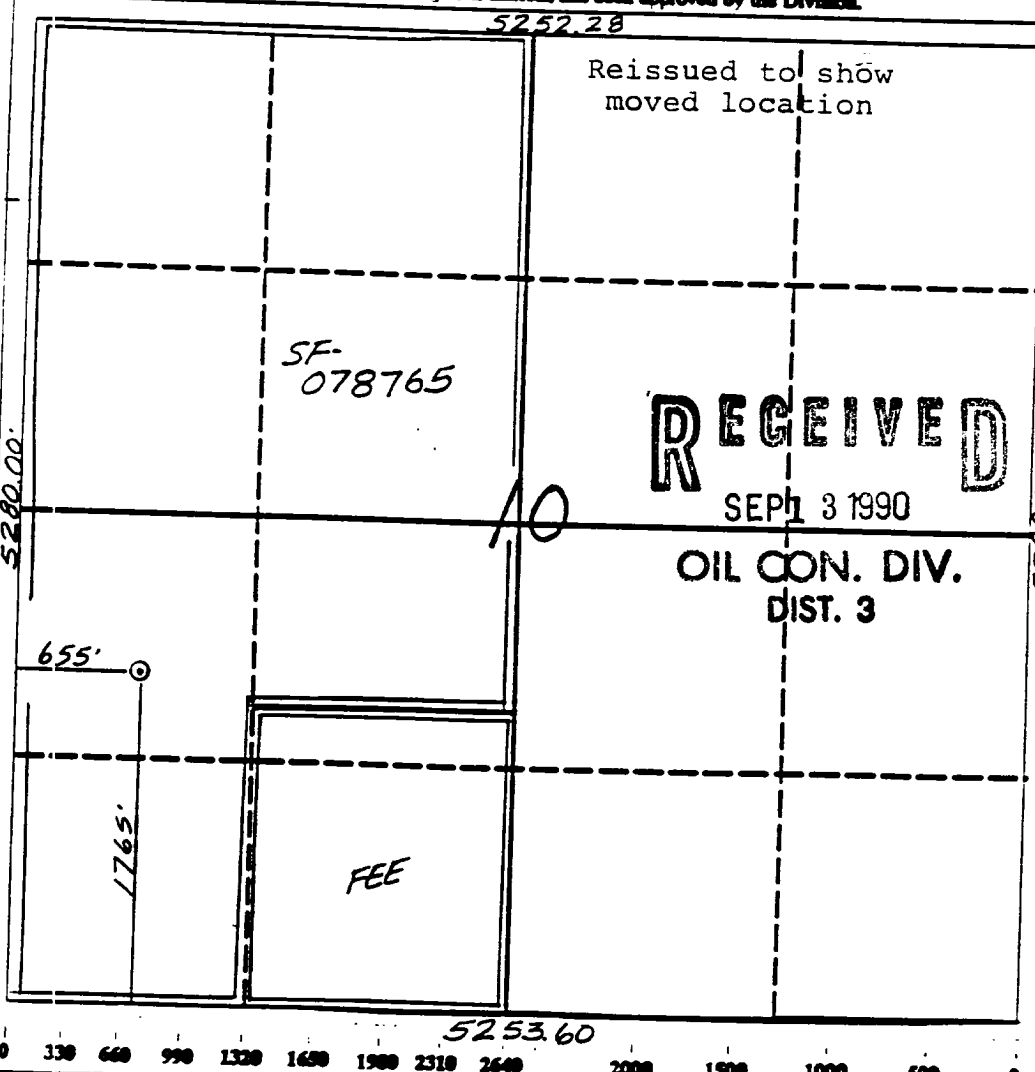 5252.28
Reissued to show
moved location
SF-
078765
RECEIVED
SEP 1 3 1990
10
5280.00'
OIL CON. DIV.
DIST. 3
655'
1765'
FEE
5253.60
0 330 660 990 1320 1650 1980 2310 2640 2000 1500 1000 500 0